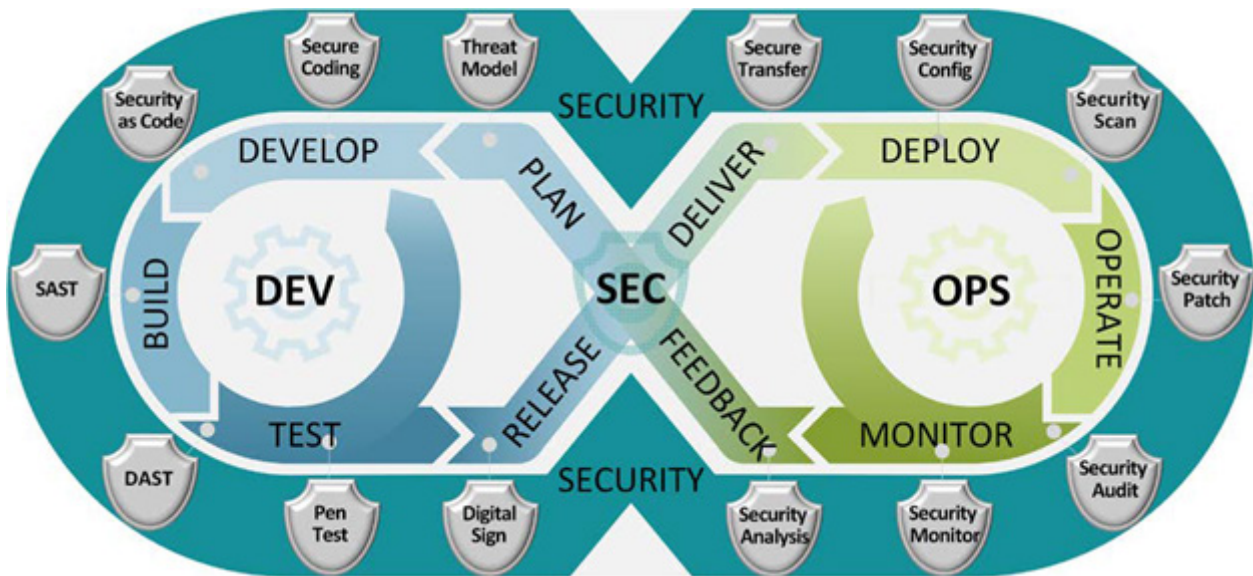 Secure
Coding
Threat
Model
Secure
Transfer
Security
Config
Security
as Code
SECURITY
Security
Scan
DEVELOP
PLAN
DELIVER
DEPLOY
SAST
BUILD
DEV
SEC
OPS
OPERATE
Security
Patch
TEST
RELEASE
FEEDBACK
MONITOR
DAST
Pen
Test
Digital
Sign
SECURITY
Security
Analysis
Security
Monitor
Security
Audit